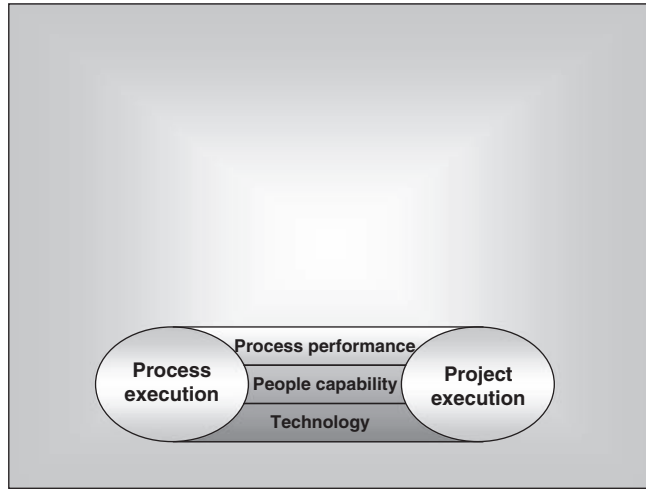 Process performance
Process
execution
People capability
Project
execution
Technology